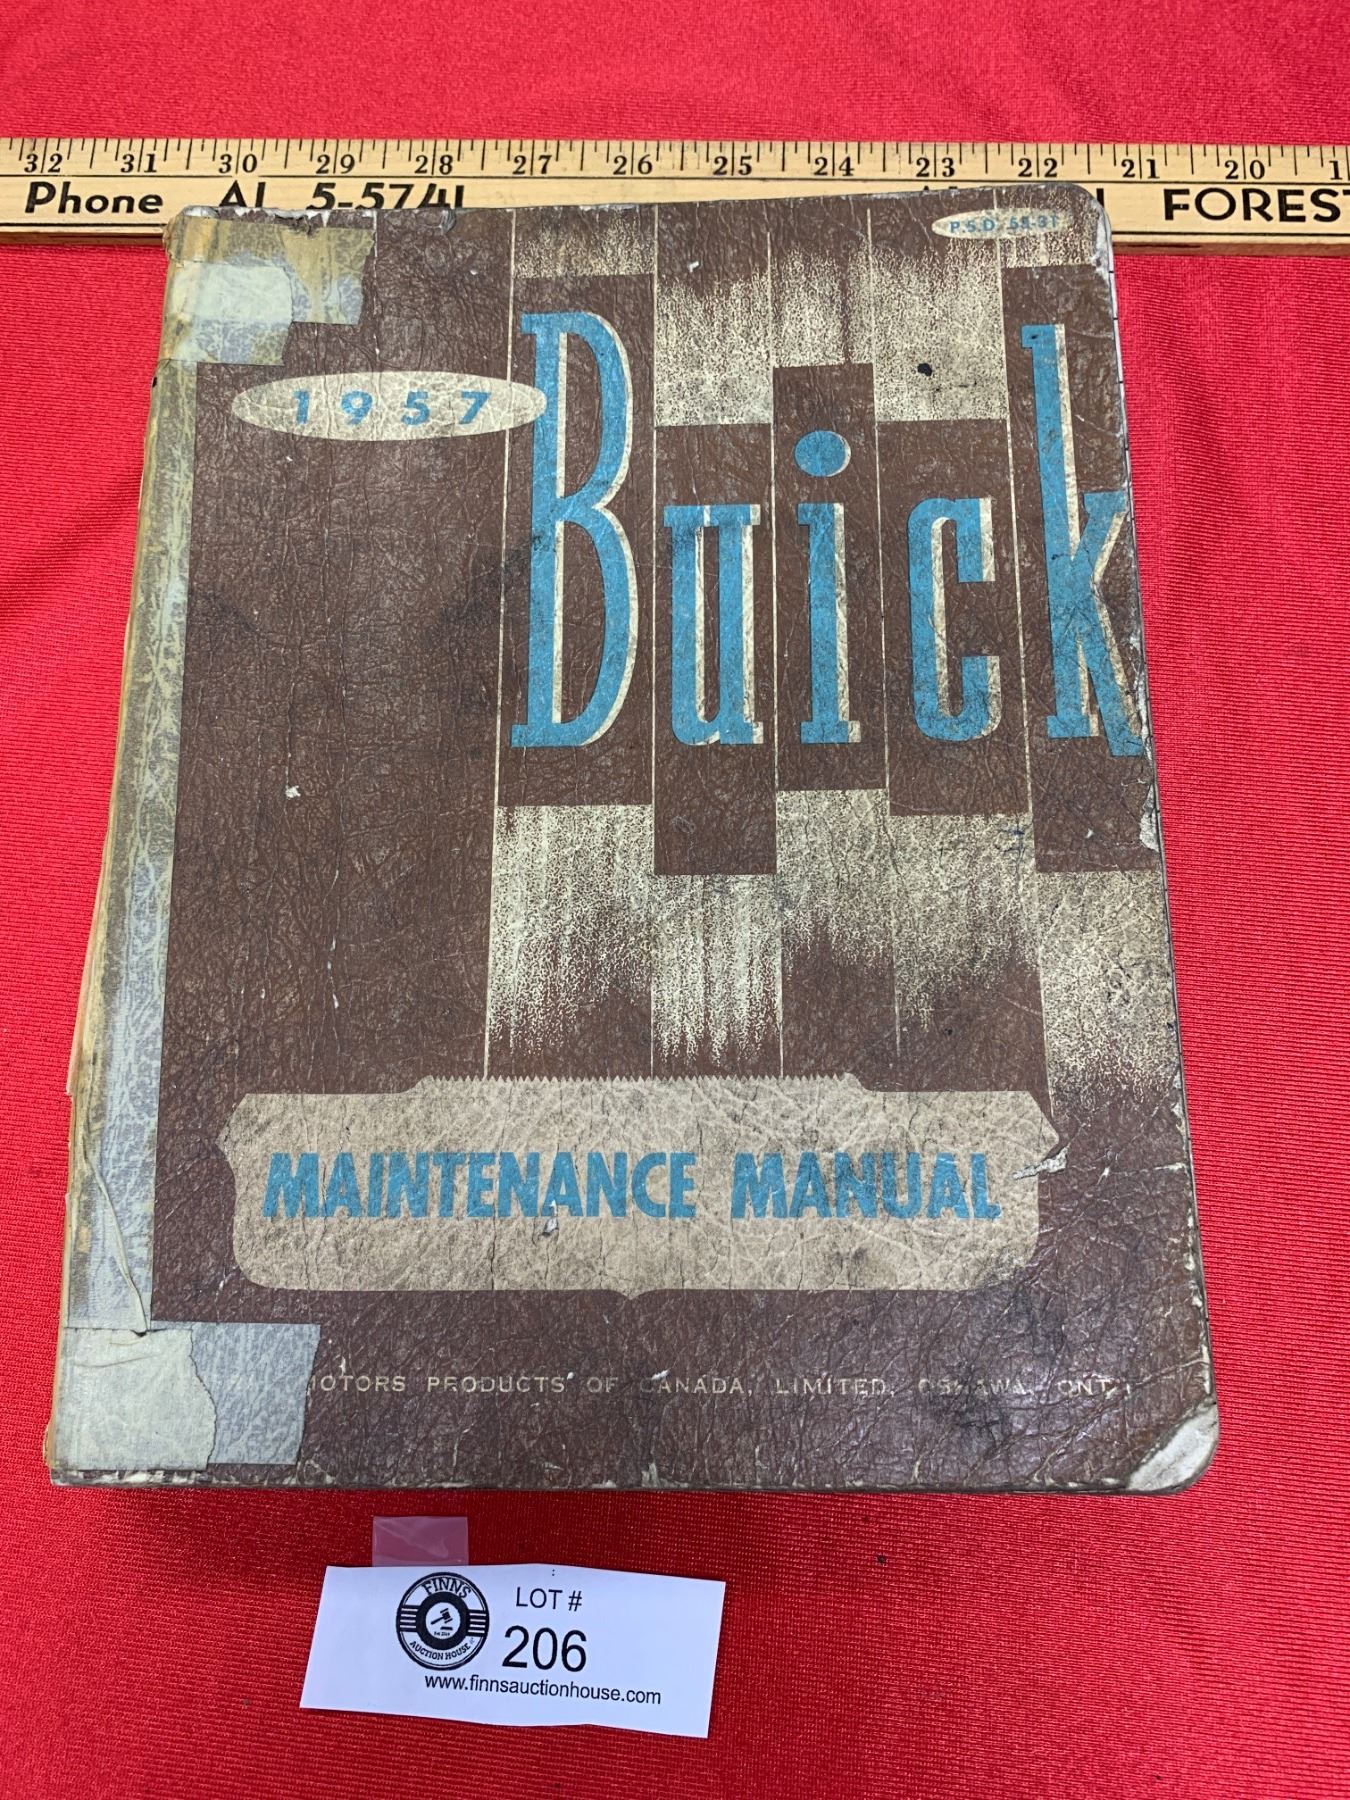 32 31 30 29 28 27 26 25 24 23 22 21 20
Phone AL 5-5741 FOREST
P.S.D. 58-31
1957
Buick
MAINTENANCE MANUAL
MOTORS PRODUCTS OF CANADA, LIMITED, OSHAWA, ONT.
FINNS
AUCTION HOUSE
LOT #
206
www.finnsauctionhouse.com